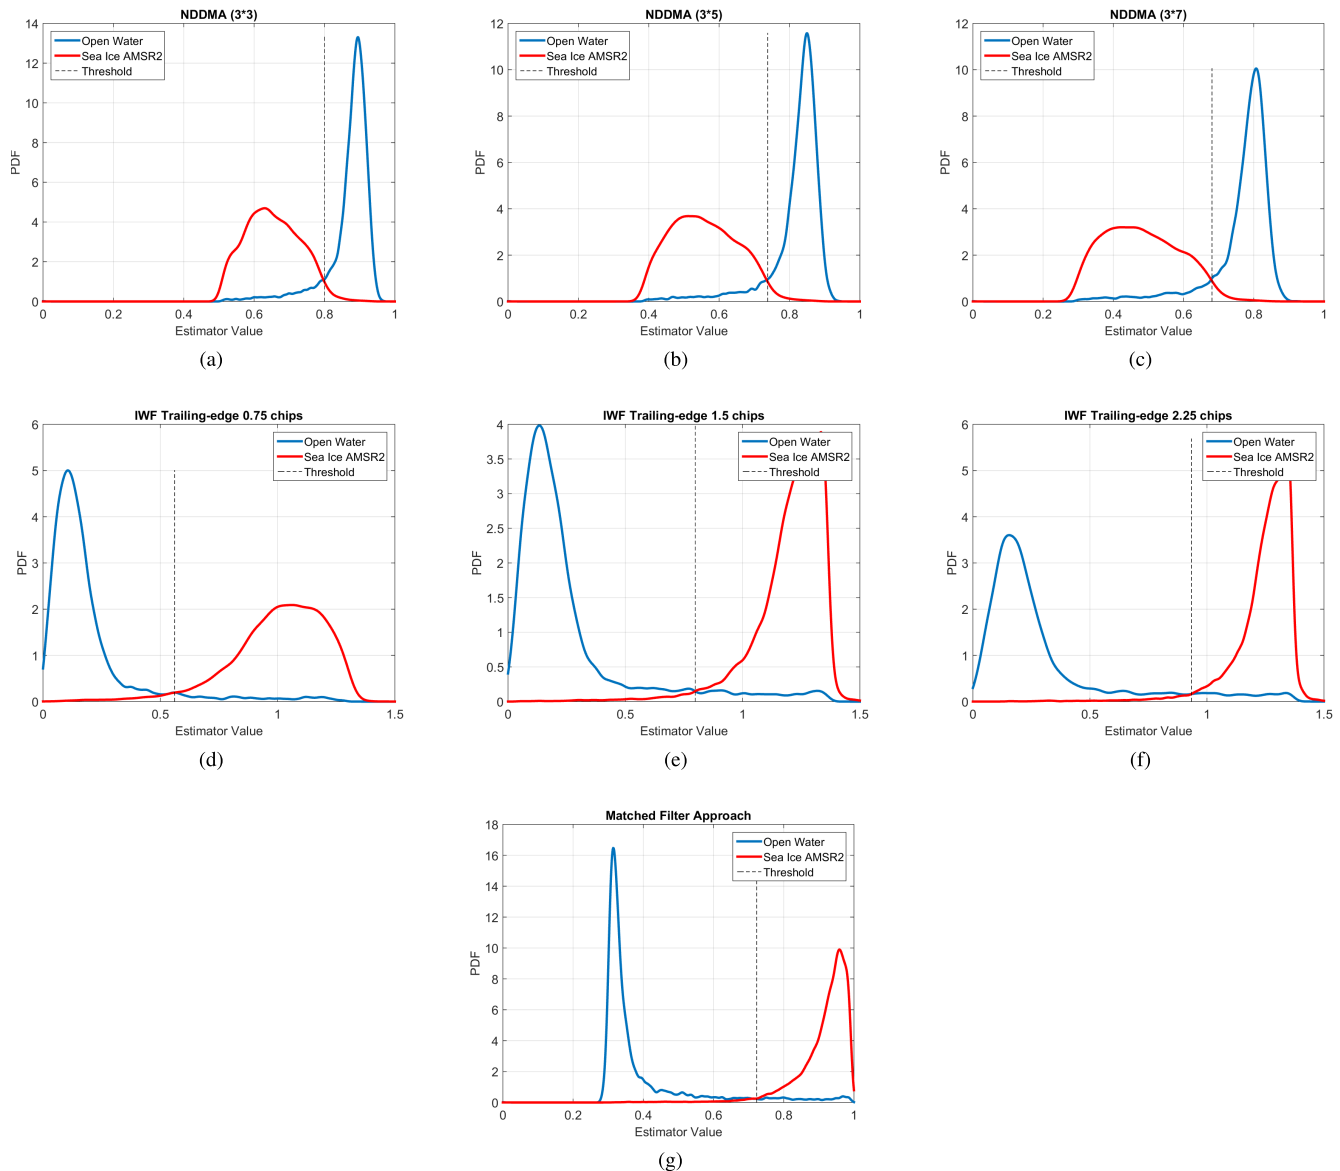 NDDMA (3*3)
14
12
10
8
6
4
2
0
PDF
Open Water
Sea Ice AMSR2
Threshold
0 0.2 0.4 0.6 0.8 1
Estimator Value
(a)
NDDMA (3*5)
12
10
8
6
4
2
0
PDF
Open Water
Sea Ice AMSR2
Threshold
0 0.2 0.4 0.6 0.8 1
Estimator Value
(b)
NDDMA (3*7)
12
10
8
6
4
2
0
PDF
Open Water
Sea Ice AMSR2
Threshold
0 0.2 0.4 0.6 0.8 1
Estimator Value
(c)
IWF Trailing-edge 0.75 chips
6
5
4
3
2
1
0
PDF
Open Water
Sea Ice AMSR2
Threshold
0 0.5 1 1.5
Estimator Value
(d)
IWF Trailing-edge 1.5 chips
4
3.5
3
2.5
2
1.5
1
0.5
0
PDF
Open Water
Sea Ice AMSR2
Threshold
0 0.5 1 1.5
Estimator Value
(e)
IWF Trailing-edge 2.25 chips
6
5
4
3
2
1
0
PDF
Open Water
Sea Ice AMSR2
Threshold
0 0.5 1 1.5
Estimator Value
(f)
Matched Filter Approach
18
16
14
12
10
8
6
4
2
0
PDF
Open Water
Sea Ice AMSR2
Threshold
0 0.2 0.4 0.6 0.8 1
Estimator Value
(g)